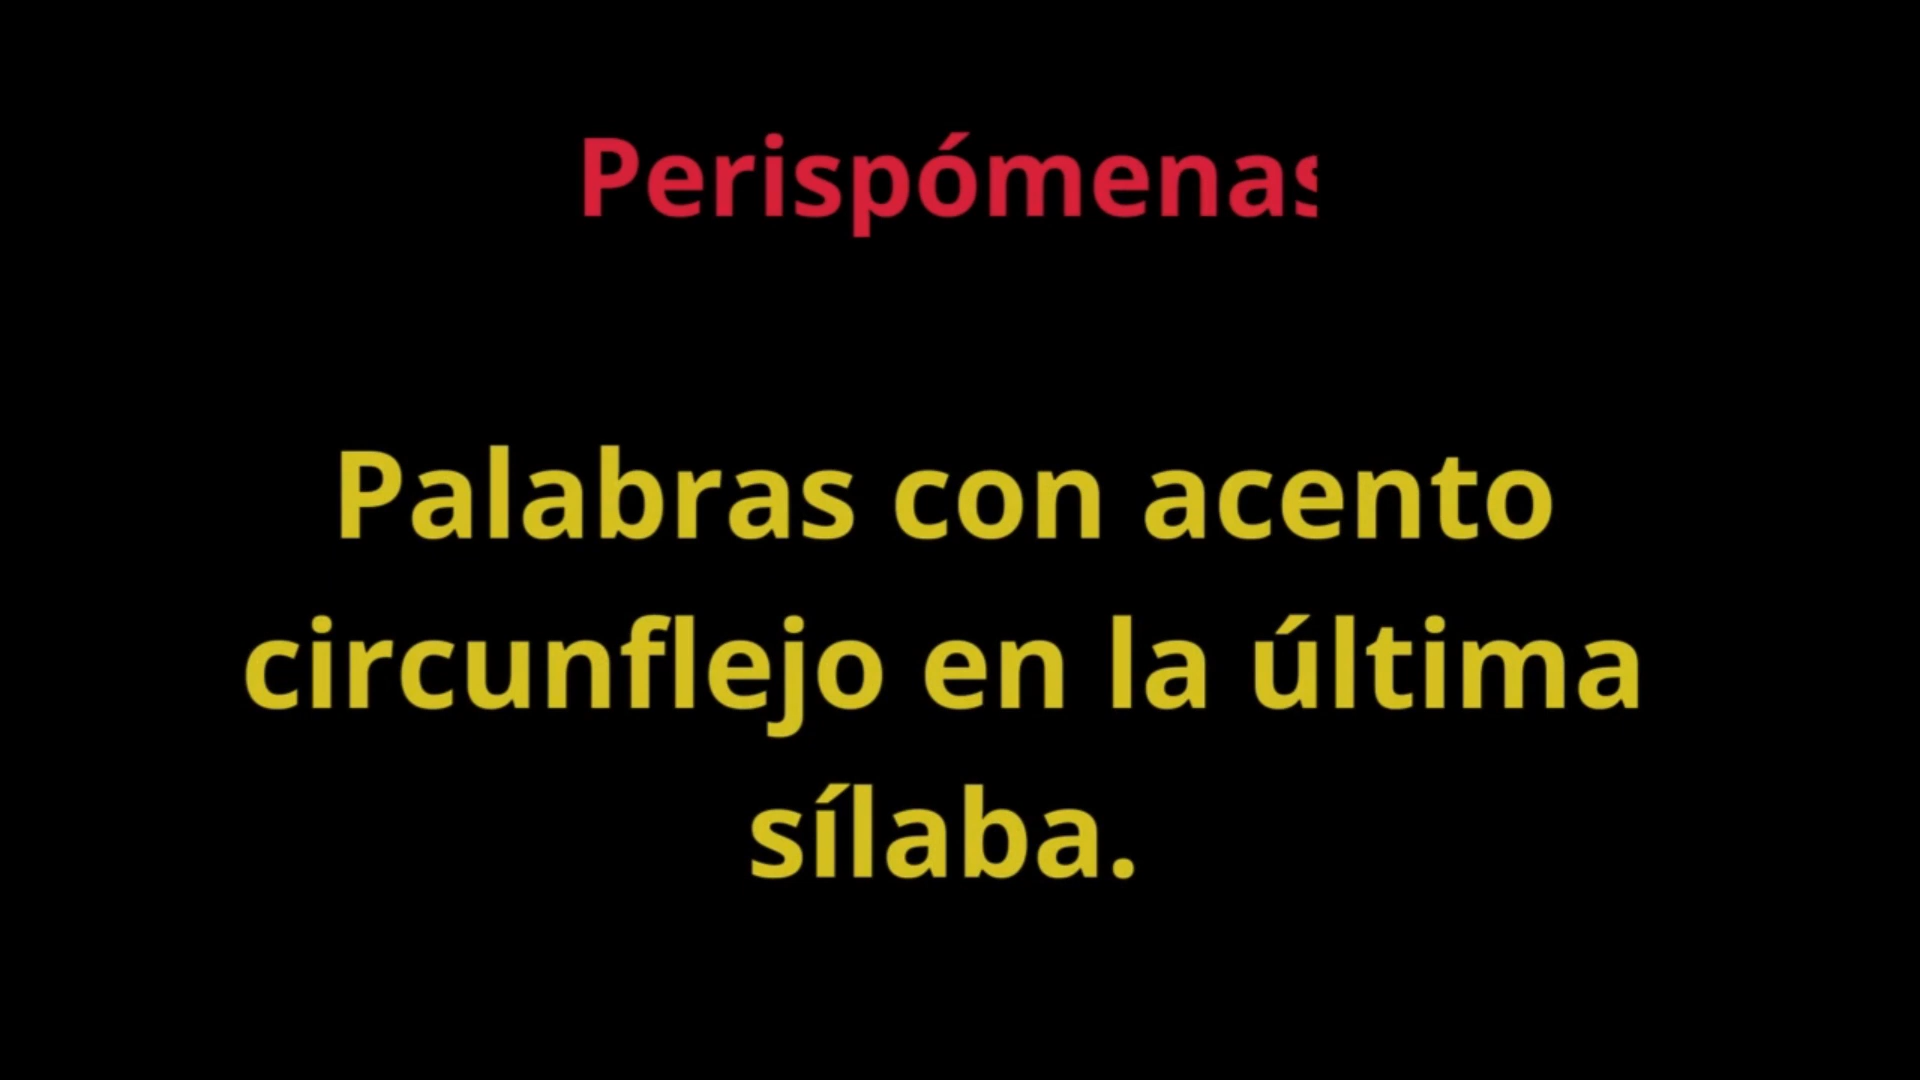 Perispómenas
Palabras con acento
circunflejo en la última
sílaba.